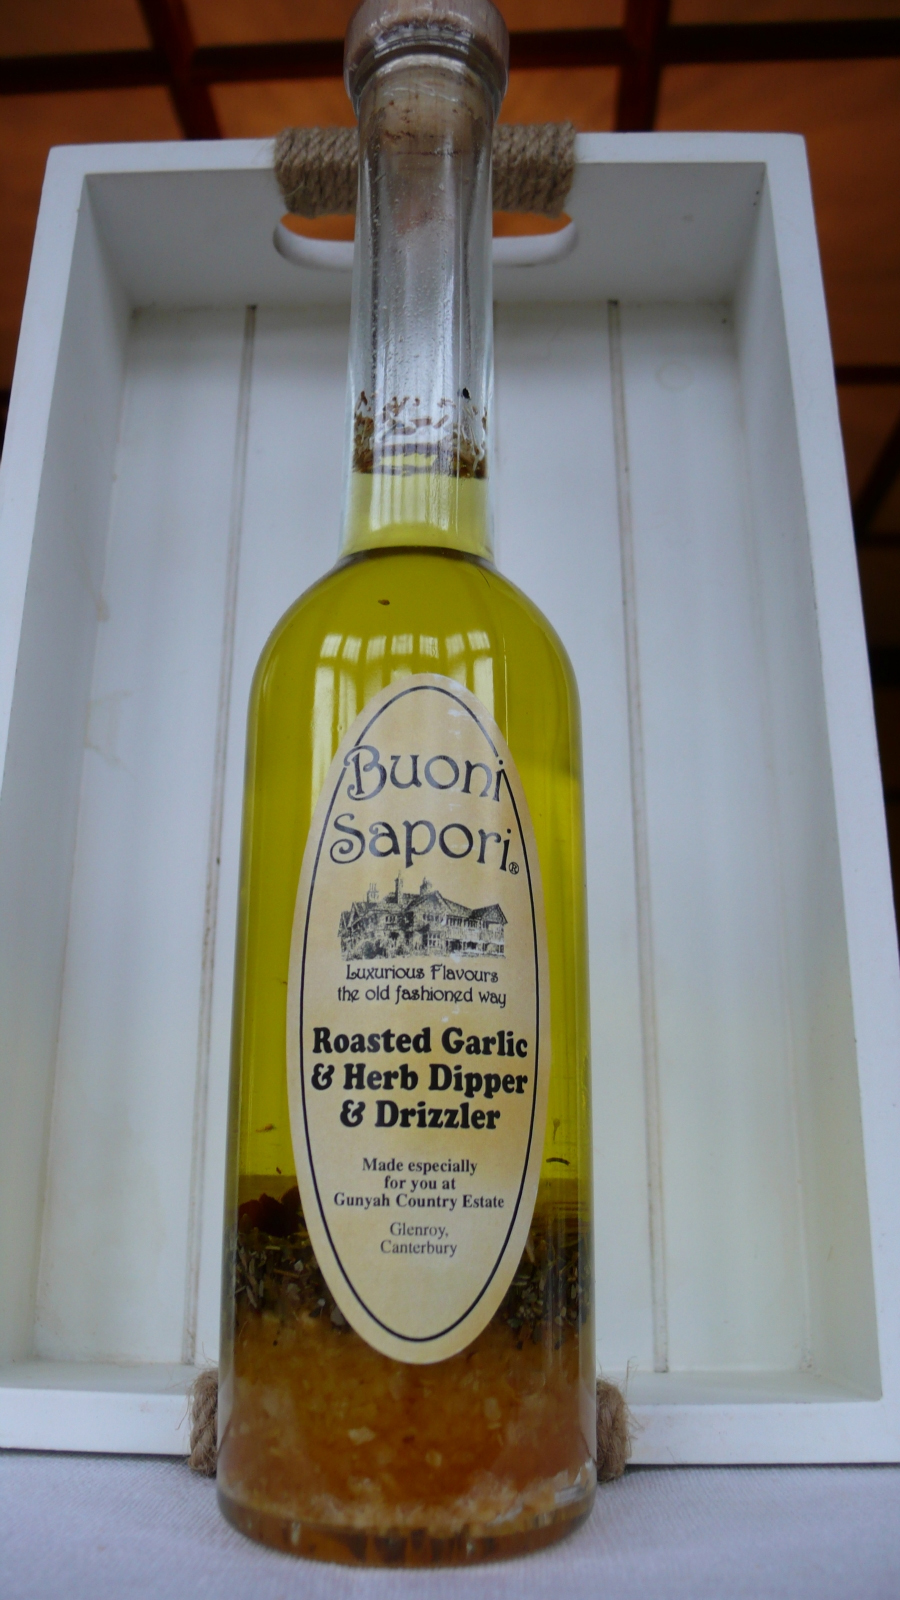 Buoni
Sapori®
Luxurious Flavours
the old fashioned way
Roasted Garlic
& Herb Dipper
& Drizzler
Made especially
for you at
Gunyah Country Estate
Glenroy,
Canterbury